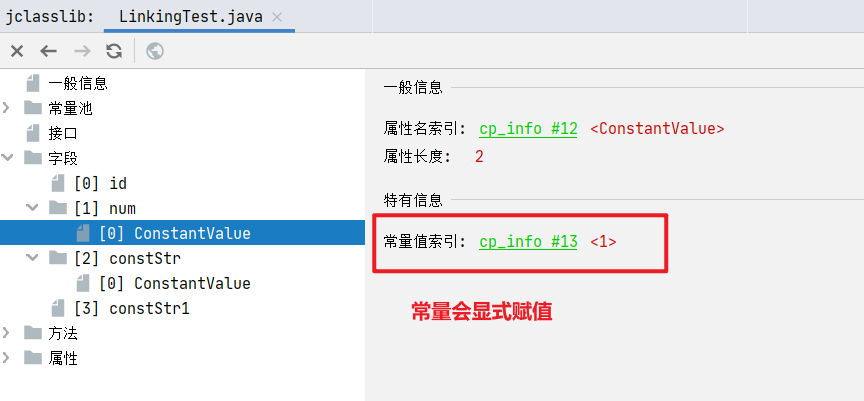 jclasslib: LinkingTest.java
一般信息
常量池
接口
字段
[0] id
[1] num
[0] ConstantValue
[2] constStr
[0] ConstantValue
[3] constStr1
方法
属性
一般信息
属性名索引: cp_info #12 <ConstantValue>
属性长度: 2
特有信息
常量值索引: cp_info #13 <1>
常量会显式赋值